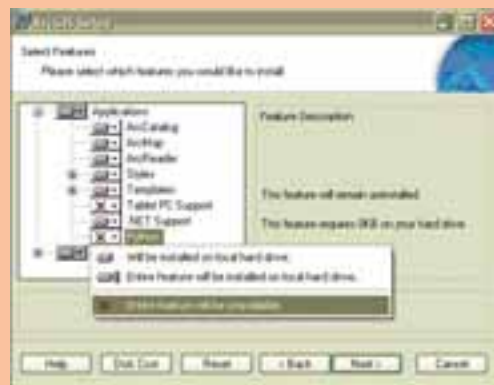 ArcGIS Setup
Select Features
Please select which features you would like to install.
Applications
ArcCatalog
ArcMap
ArcReader
Styles
Templates
Tablet PC Support
.NET Support
Feature Description
This feature will remain uninstalled.
This feature requires 0KB on your hard drive.
Will be installed on local hard drive.
Entire feature will be installed on local hard drive.
Entire feature will be unavailable.
Help
Disk Cost
Reset
< Back
Next >
Cancel